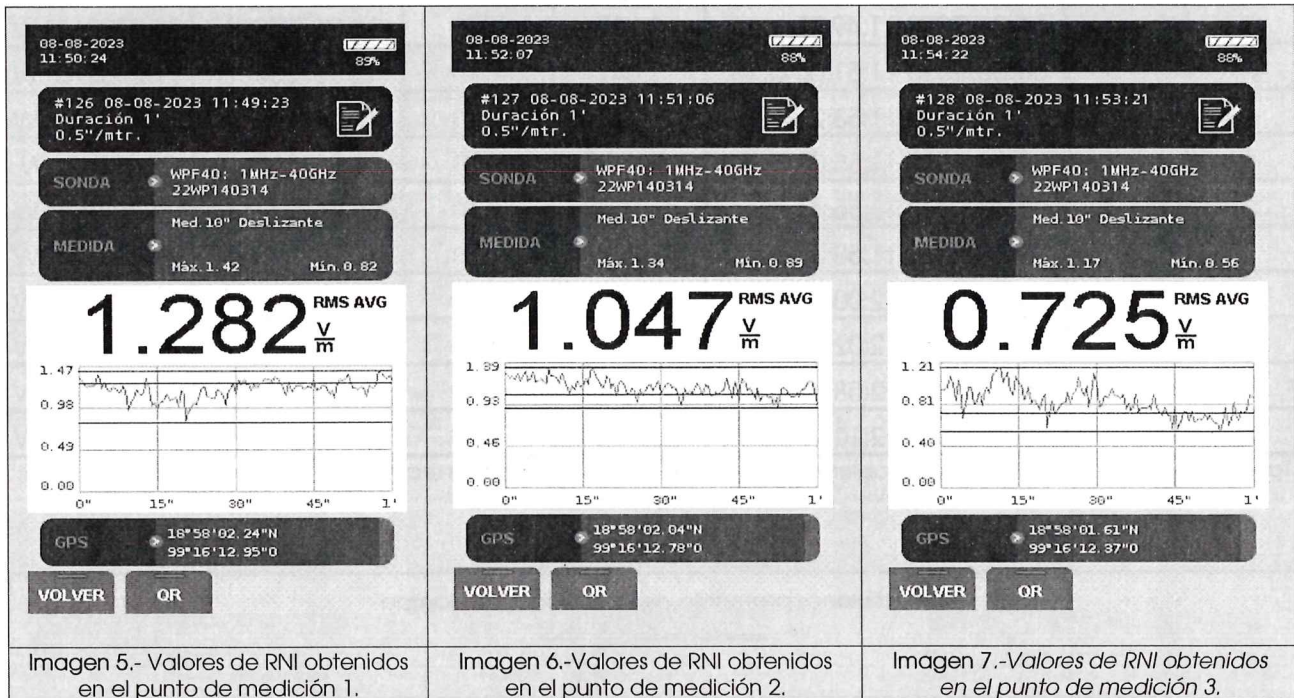 08-08-2023
11:50:24
89%
#126 08-08-2023 11:49:23
Duración 1'
0.5"/mtr.
SONDA
WPF40: 1MHz-40GHz
22WP140314
MEDIDA
Med.10" Deslizante
Máx.1.42 Mín.0.82
1.282 RMS AVG
V/m
1.47
0.98
0.49
0.00
0" 15" 30" 45" 1'
GPS
18°58'02.24"N
99°16'12.95"O
VOLVER QR
Imagen 5.- Valores de RNI obtenidos
en el punto de medición 1.
08-08-2023
11:52:07
88%
#127 08-08-2023 11:51:06
Duración 1'
0.5"/mtr.
SONDA
WPF40: 1MHz-40GHz
22WP140314
MEDIDA
Med.10" Deslizante
Máx.1.34 Mín.0.89
1.047 RMS AVG
V/m
0.93
0.46
0.00
0" 15" 30" 45" 1'
GPS
18°58'02.04"N
99°16'12.78"O
VOLVER QR
Imagen 6.-Valores de RNI obtenidos
en el punto de medición 2.
08-08-2023
11:54:22
88%
#128 08-08-2023 11:53:21
Duración 1'
0.5"/mtr.
SONDA
WPF40: 1MHz-40GHz
22WP140314
MEDIDA
Med.10" Deslizante
Máx.1.17 Mín.0.56
0.725 RMS AVG
V/m
1.21
0.81
0.40
0.00
0" 15" 30" 45" 1'
GPS
18°58'01.61"N
99°16'12.37"O
VOLVER QR
Imagen 7.-Valores de RNI obtenidos
en el punto de medición 3.